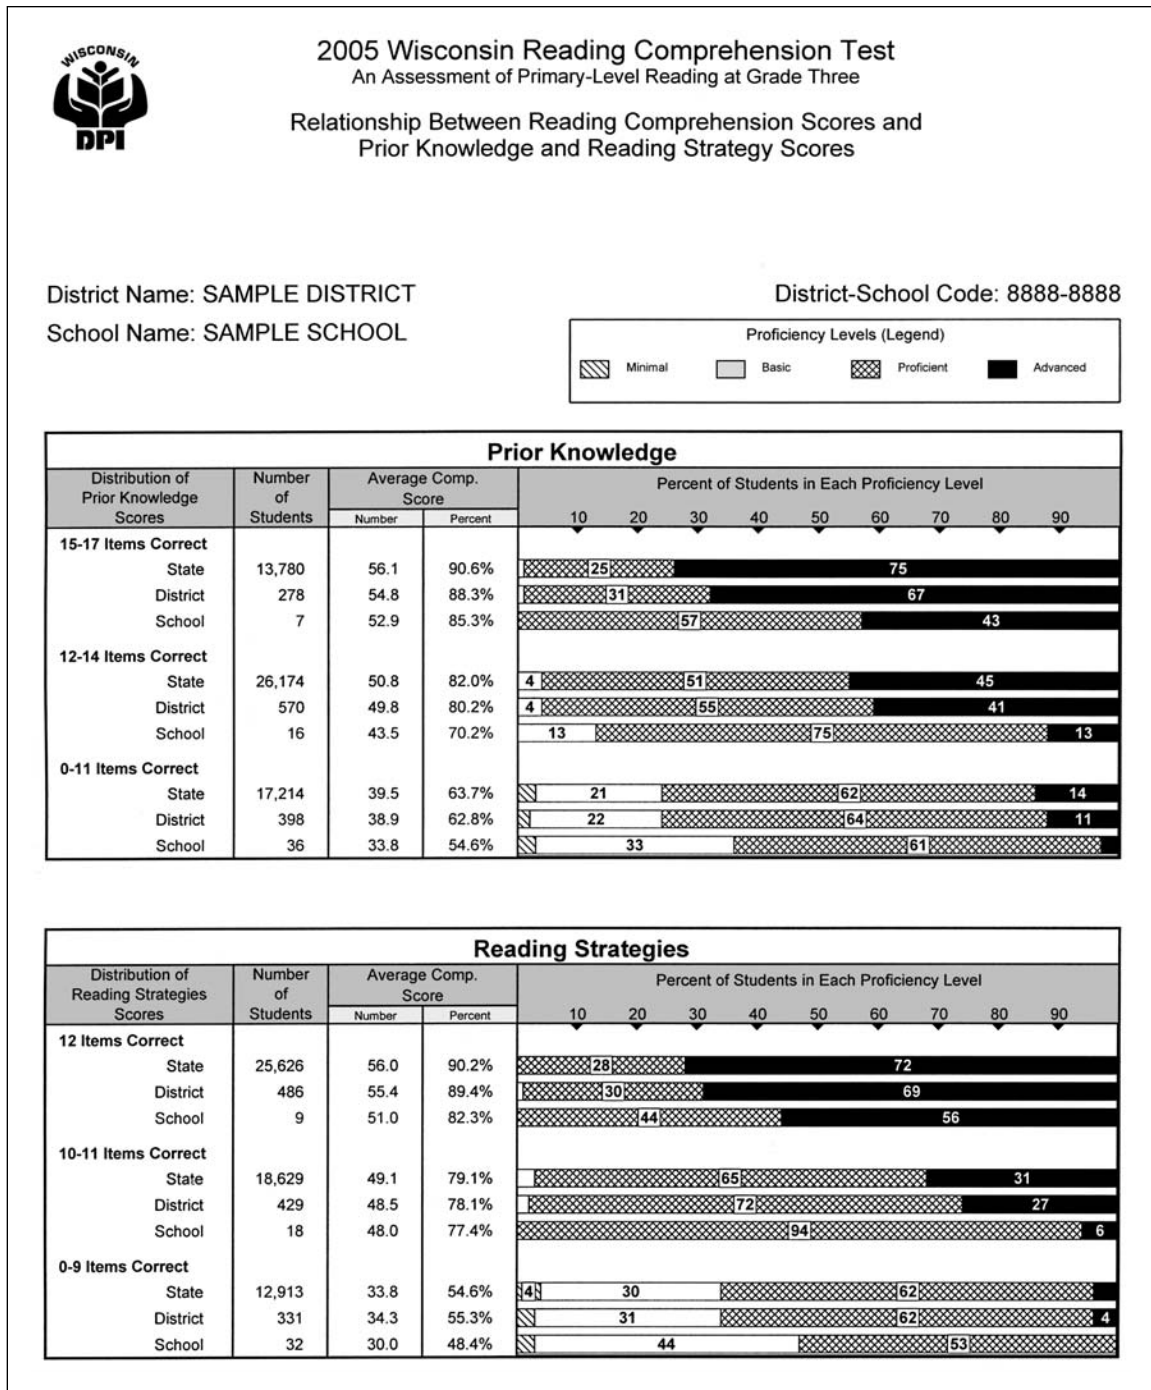 WISCONSIN
DPI
2005 Wisconsin Reading Comprehension Test
An Assessment of Primary-Level Reading at Grade Three
Relationship Between Reading Comprehension Scores and
Prior Knowledge and Reading Strategy Scores
District Name: SAMPLE DISTRICT District-School Code: 8888-8888
School Name: SAMPLE SCHOOL
Proficiency Levels (Legend)
Minimal Basic Proficient Advanced
Prior Knowledge
Distribution of Number Average Comp. Percent of Students in Each Proficiency Level
Prior Knowledge of Score
Scores Students Number Percent 10 20 30 40 50 60 70 80 90
15-17 Items Correct
State 13,780 56.1 90.6% 25 75
District 278 54.8 88.3% 31 67
School 7 52.9 85.3% 57 43
12-14 Items Correct
State 26,174 50.8 82.0% 4 51 45
District 570 49.8 80.2% 4 55 41
School 16 43.5 70.2% 13 75 13
0-11 Items Correct
State 17,214 39.5 63.7% 21 62 14
District 398 38.9 62.8% 22 64 11
School 36 33.8 54.6% 33 61
Reading Strategies
Distribution of Number Average Comp. Percent of Students in Each Proficiency Level
Reading Strategies of Score
Scores Students Number Percent 10 20 30 40 50 60 70 80 90
12 Items Correct
State 25,626 56.0 90.2% 28 72
District 486 55.4 89.4% 30 69
School 9 51.0 82.3% 44 56
10-11 Items Correct
State 18,629 49.1 79.1% 65 31
District 429 48.5 78.1% 72 27
School 18 48.0 77.4% 94 6
0-9 Items Correct
State 12,913 33.8 54.6% 4 30 62
District 331 34.3 55.3% 31 62 4
School 32 30.0 48.4% 44 53